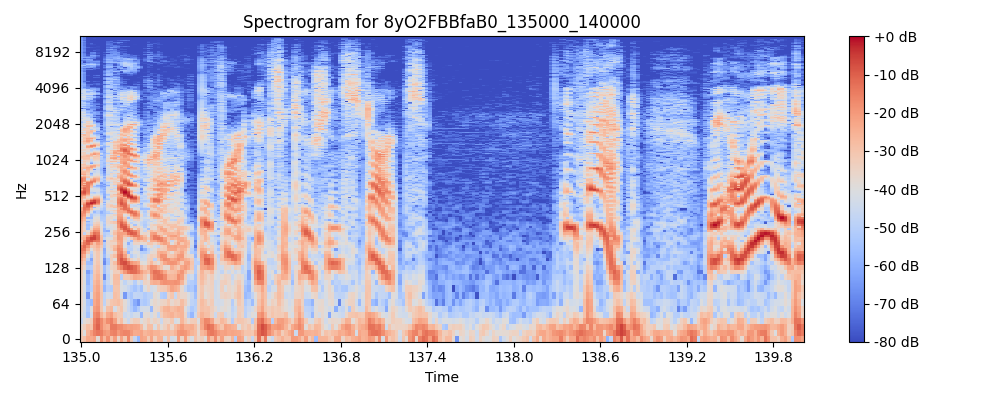 Spectrogram for 8yO2FBBfaB0_135000_140000
Hz
8192
4096
2048
1024
512
256
128
64
0
135.0 135.6 136.2 136.8 137.4 138.0 138.6 139.2 139.8
Time
+0 dB
-10 dB
-20 dB
-30 dB
-40 dB
-50 dB
-60 dB
-70 dB
-80 dB